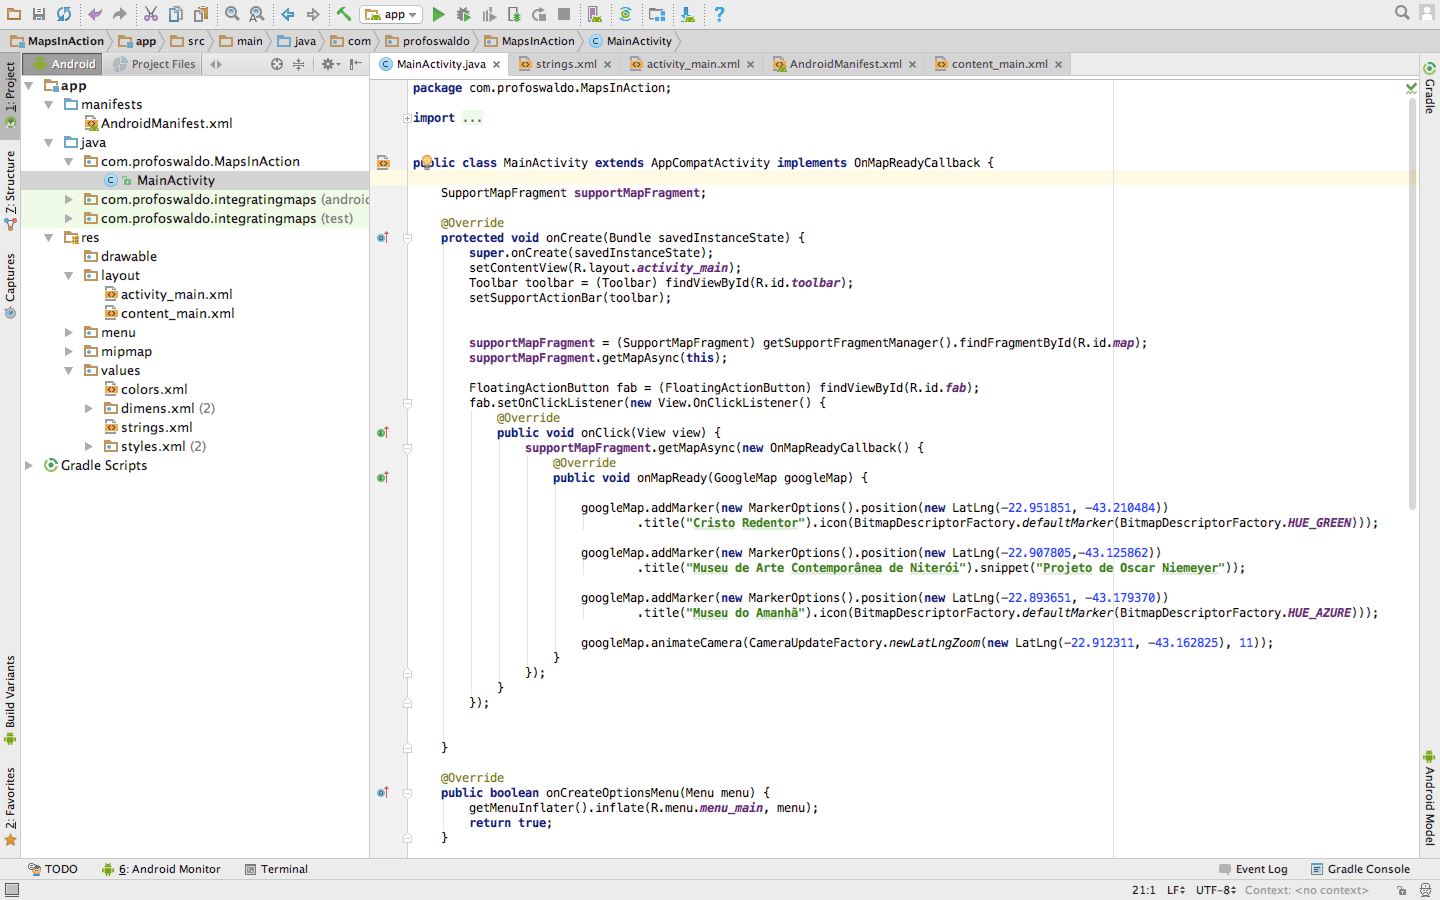 app
MapsInAction app src main java com profoswaldo MapsInAction MainActivity
Android Project Files
MainActivity.java strings.xml activity_main.xml AndroidManifest.xml content_main.xml
1: Project
Z: Structure
Captures
Build Variants
2: Favorites
app
manifests
AndroidManifest.xml
java
com.profoswaldo.MapsInAction
MainActivity
com.profoswaldo.integratingmaps (android
com.profoswaldo.integratingmaps (test)
res
drawable
layout
activity_main.xml
content_main.xml
menu
mipmap
values
colors.xml
dimens.xml (2)
strings.xml
styles.xml (2)
Gradle Scripts
package com.profoswaldo.MapsInAction;
import ...
public class MainActivity extends AppCompatActivity implements OnMapReadyCallback {
SupportMapFragment supportMapFragment;
@Override
protected void onCreate(Bundle savedInstanceState) {
super.onCreate(savedInstanceState);
setContentView(R.layout.activity_main);
Toolbar toolbar = (Toolbar) findViewById(R.id.toolbar);
setSupportActionBar(toolbar);
supportMapFragment = (SupportMapFragment) getSupportFragmentManager().findFragmentById(R.id.map);
supportMapFragment.getMapAsync(this);
FloatingActionButton fab = (FloatingActionButton) findViewById(R.id.fab);
fab.setOnClickListener(new View.OnClickListener() {
@Override
public void onClick(View view) {
supportMapFragment.getMapAsync(new OnMapReadyCallback() {
@Override
public void onMapReady(GoogleMap googleMap) {
googleMap.addMarker(new MarkerOptions().position(new LatLng(-22.951851, -43.210484))
.title("Cristo Redentor").icon(BitmapDescriptorFactory.defaultMarker(BitmapDescriptorFactory.HUE_GREEN)));
googleMap.addMarker(new MarkerOptions().position(new LatLng(-22.907805,-43.125862))
.title("Museu de Arte Contemporânea de Niterói").snippet("Projeto de Oscar Niemeyer"));
googleMap.addMarker(new MarkerOptions().position(new LatLng(-22.893651, -43.179370))
.title("Museu do Amanhã").icon(BitmapDescriptorFactory.defaultMarker(BitmapDescriptorFactory.HUE_AZURE)));
googleMap.animateCamera(CameraUpdateFactory.newLatLngZoom(new LatLng(-22.912311, -43.162825), 11));
}
});
}
});
}
@Override
public boolean onCreateOptionsMenu(Menu menu) {
getMenuInflater().inflate(R.menu.menu_main, menu);
return true;
}
Gradle
Android Model
TODO 6: Android Monitor Terminal Event Log Gradle Console
21:1 LF UTF-8 Context: <no context>